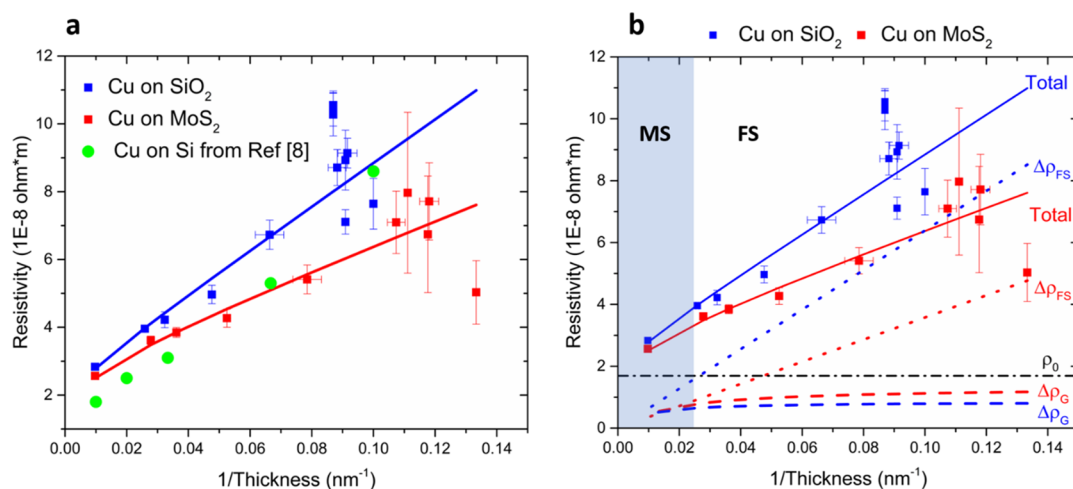 a
Cu on SiO2
Cu on MoS2
Cu on Si from Ref [8]
Resistivity (1E-8 ohm*m)
12
10
8
6
4
2
0.00 0.02 0.04 0.06 0.08 0.10 0.12 0.14
1/Thickness (nm-1)
b
Cu on SiO2 Cu on MoS2
MS
FS
Total
ΔρFS
Total
ΔρFS
ρ0
ΔρG
ΔρG
Resistivity (1E-8 ohm*m)
12
10
8
6
4
2
0
0.00 0.02 0.04 0.06 0.08 0.10 0.12 0.14
1/Thickness (nm-1)